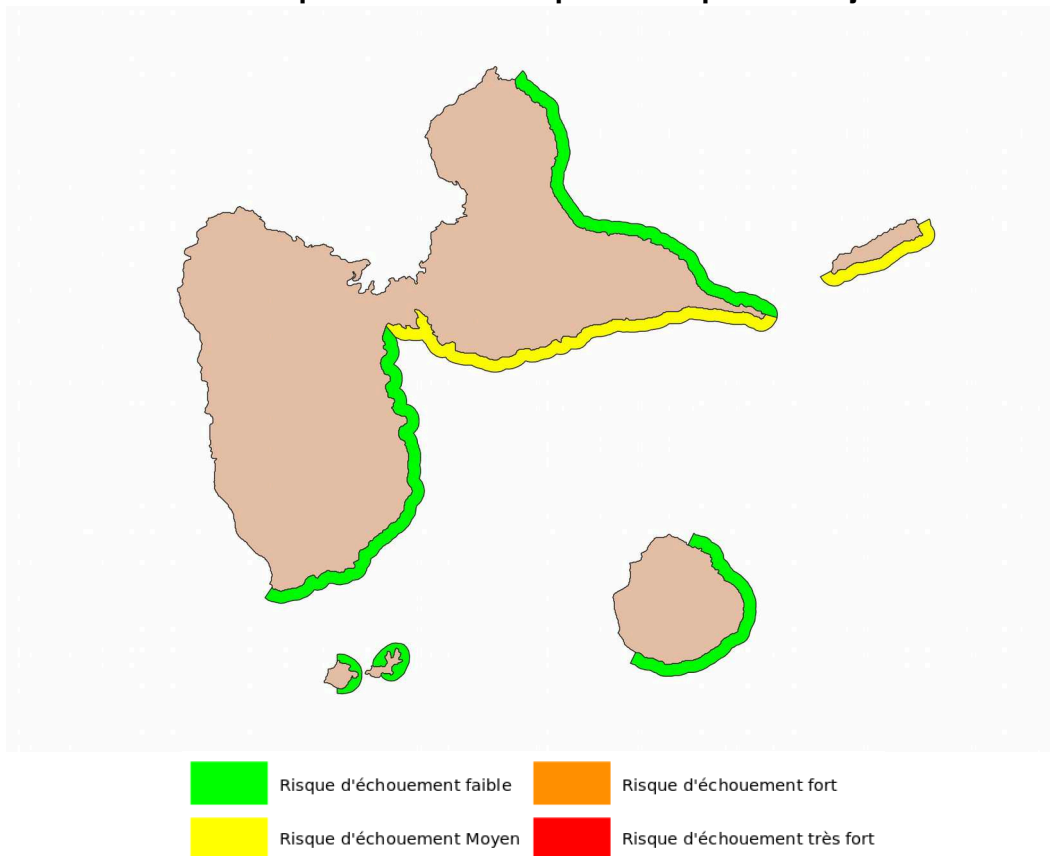 Risque d'échouement faible
Risque d'échouement fort
Risque d'échouement Moyen
Risque d'échouement très fort